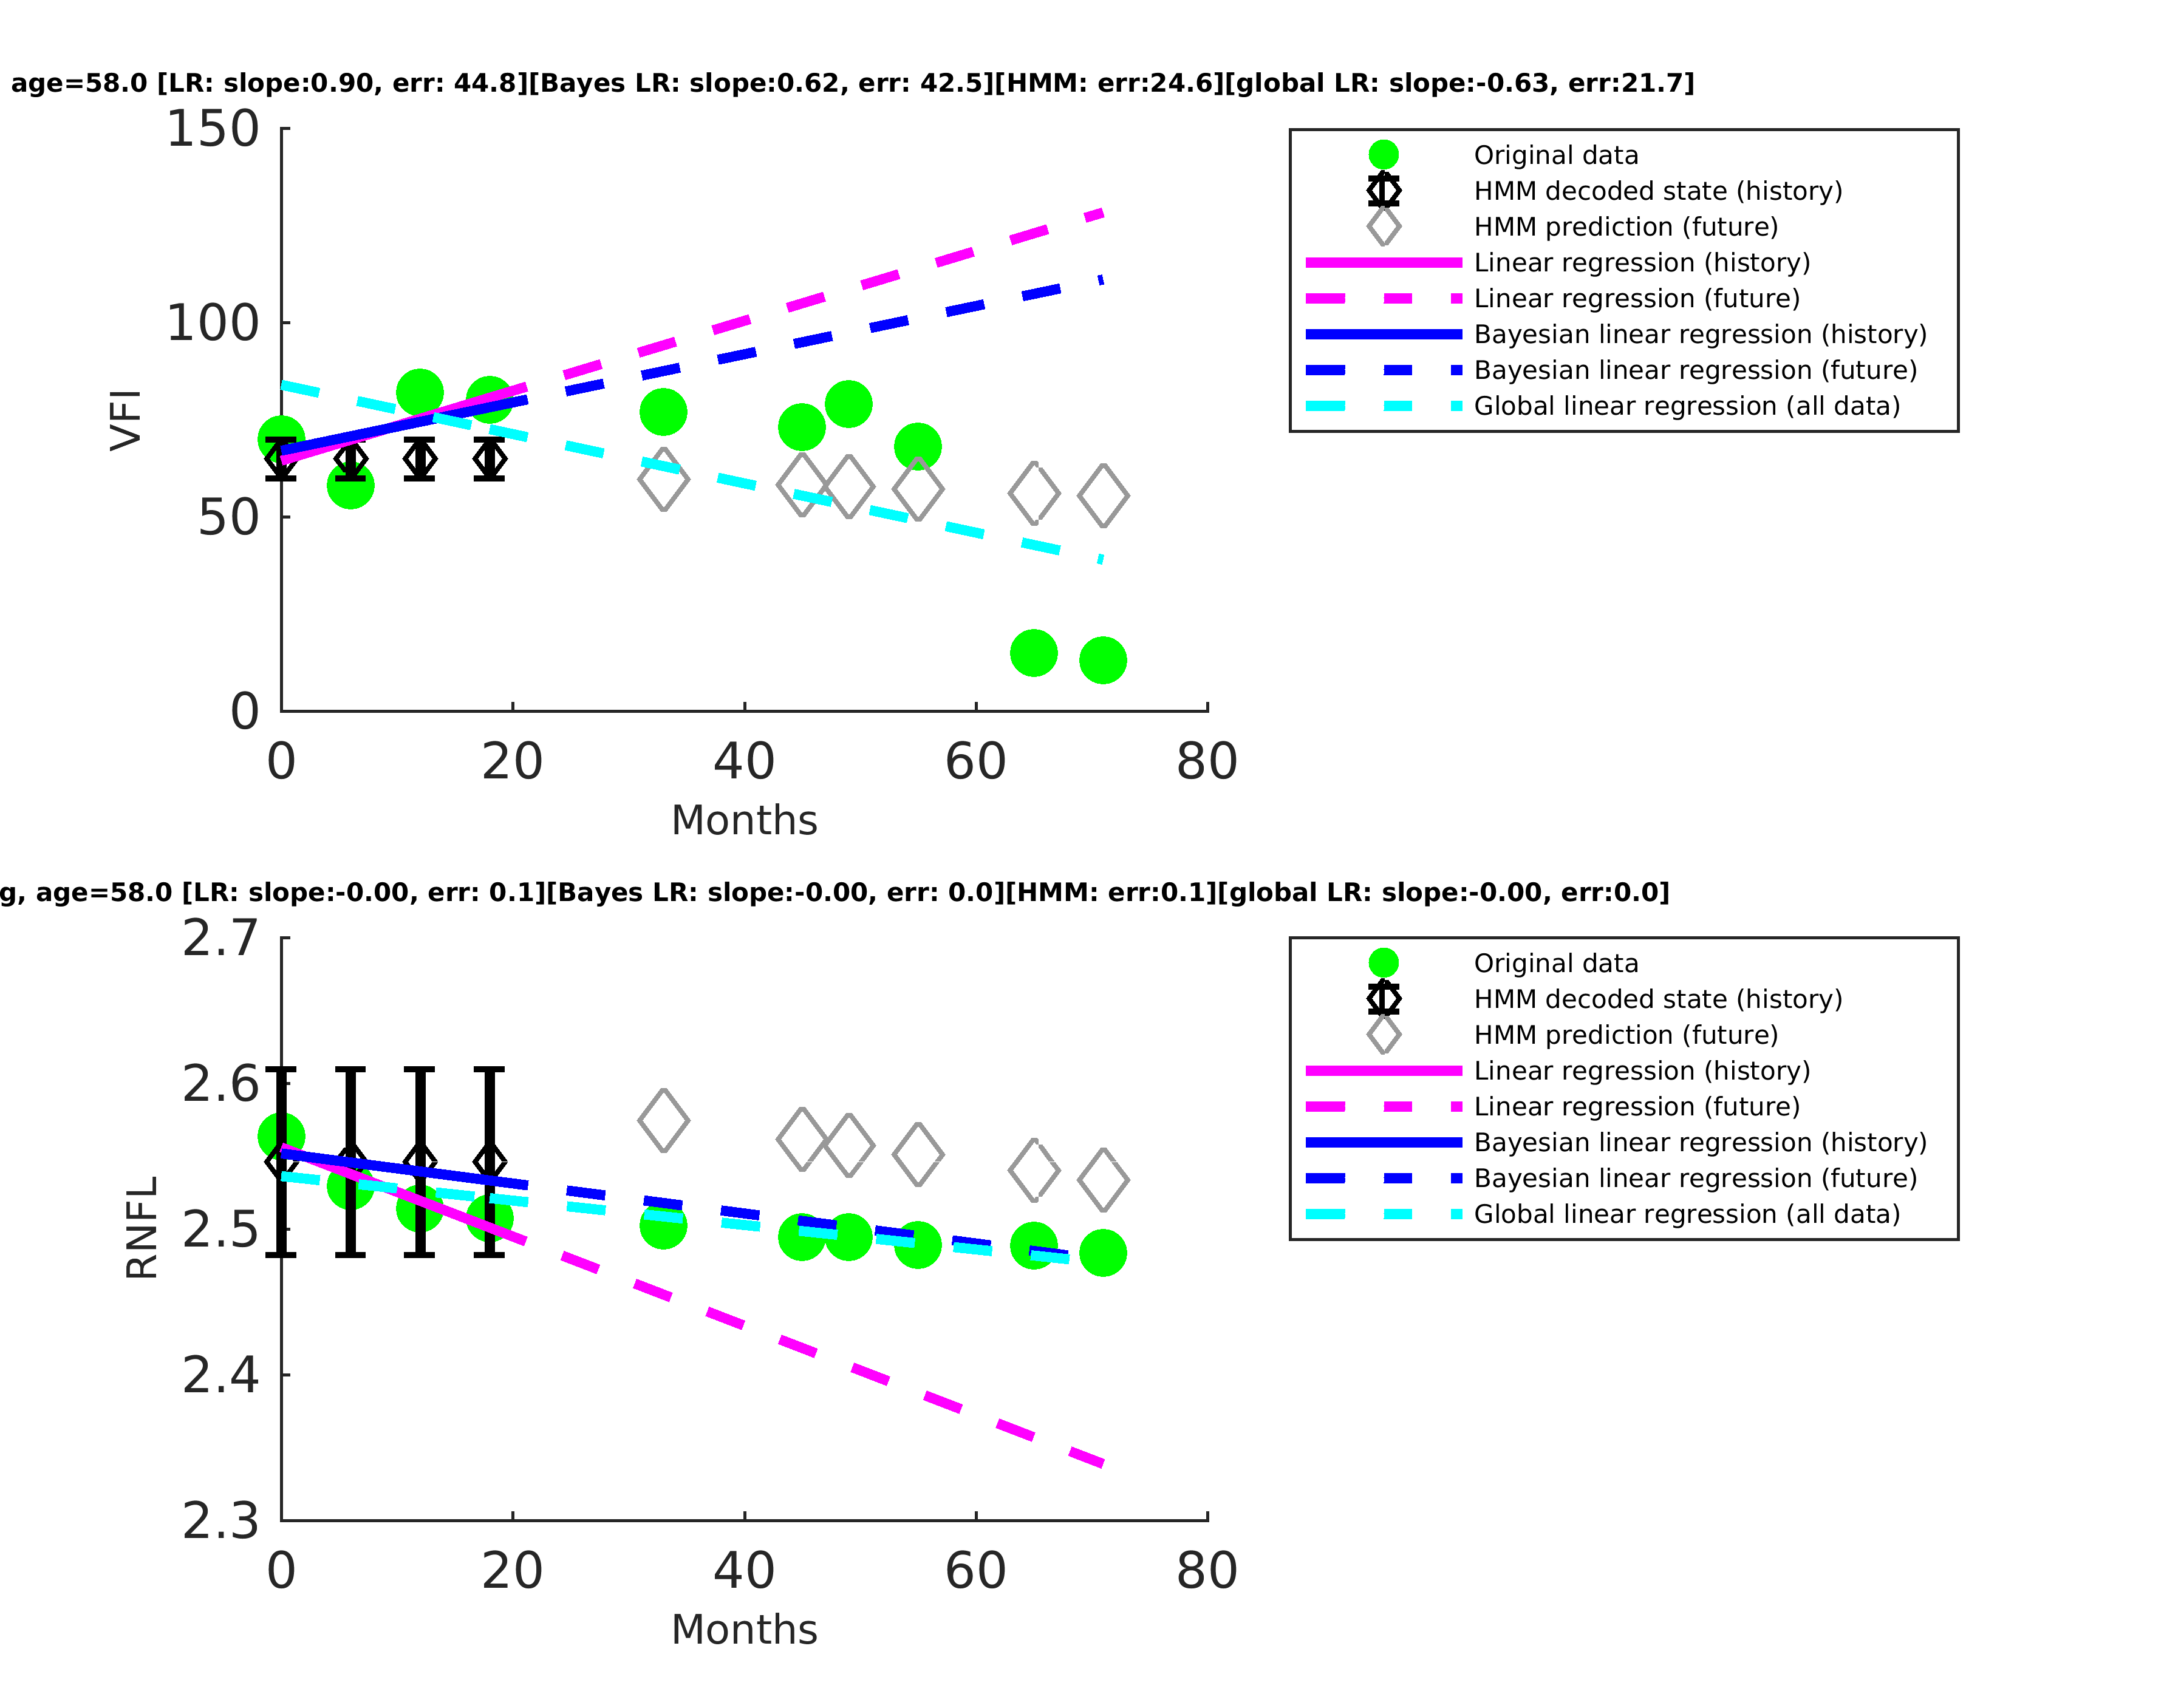 age=58.0 [LR: slope:0.90, err: 44.8][Bayes LR: slope:0.62, err: 42.5][HMM: err:24.6][global LR: slope:-0.63, err:21.7]
150
100
50
0
VFI
0 20 40 60 80
Months
Original data
HMM decoded state (history)
HMM prediction (future)
Linear regression (history)
Linear regression (future)
Bayesian linear regression (history)
Bayesian linear regression (future)
Global linear regression (all data)
g, age=58.0 [LR: slope:-0.00, err: 0.1][Bayes LR: slope:-0.00, err: 0.0][HMM: err:0.1][global LR: slope:-0.00, err:0.0]
2.7
2.6
2.5
2.4
2.3
RNFL
0 20 40 60 80
Months
Original data
HMM decoded state (history)
HMM prediction (future)
Linear regression (history)
Linear regression (future)
Bayesian linear regression (history)
Bayesian linear regression (future)
Global linear regression (all data)